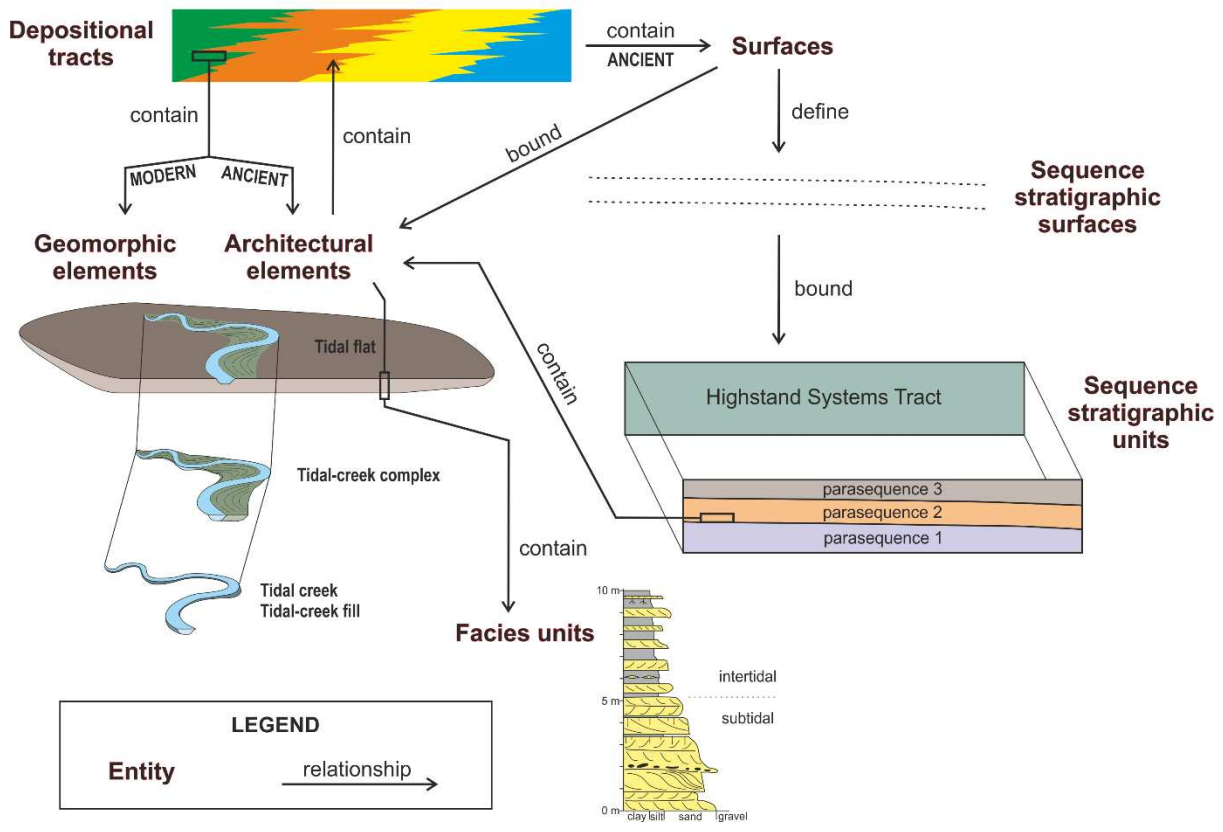 Depositional
tracts
contain
ANCIENT
Surfaces
contain
contain
bound
define
MODERN
ANCIENT
Sequence
stratigraphic
surfaces
Geomorphic
elements
Architectural
elements
bound
Tidal flat
contain
Highstand Systems Tract
Sequence
stratigraphic
units
Tidal-creek complex
parasequence 3
parasequence 2
parasequence 1
contain
Tidal creek
Tidal-creek fill
Facies units
10 m
intertidal
5 m
subtidal
0 m
clay silt sand gravel
LEGEND
Entity
relationship